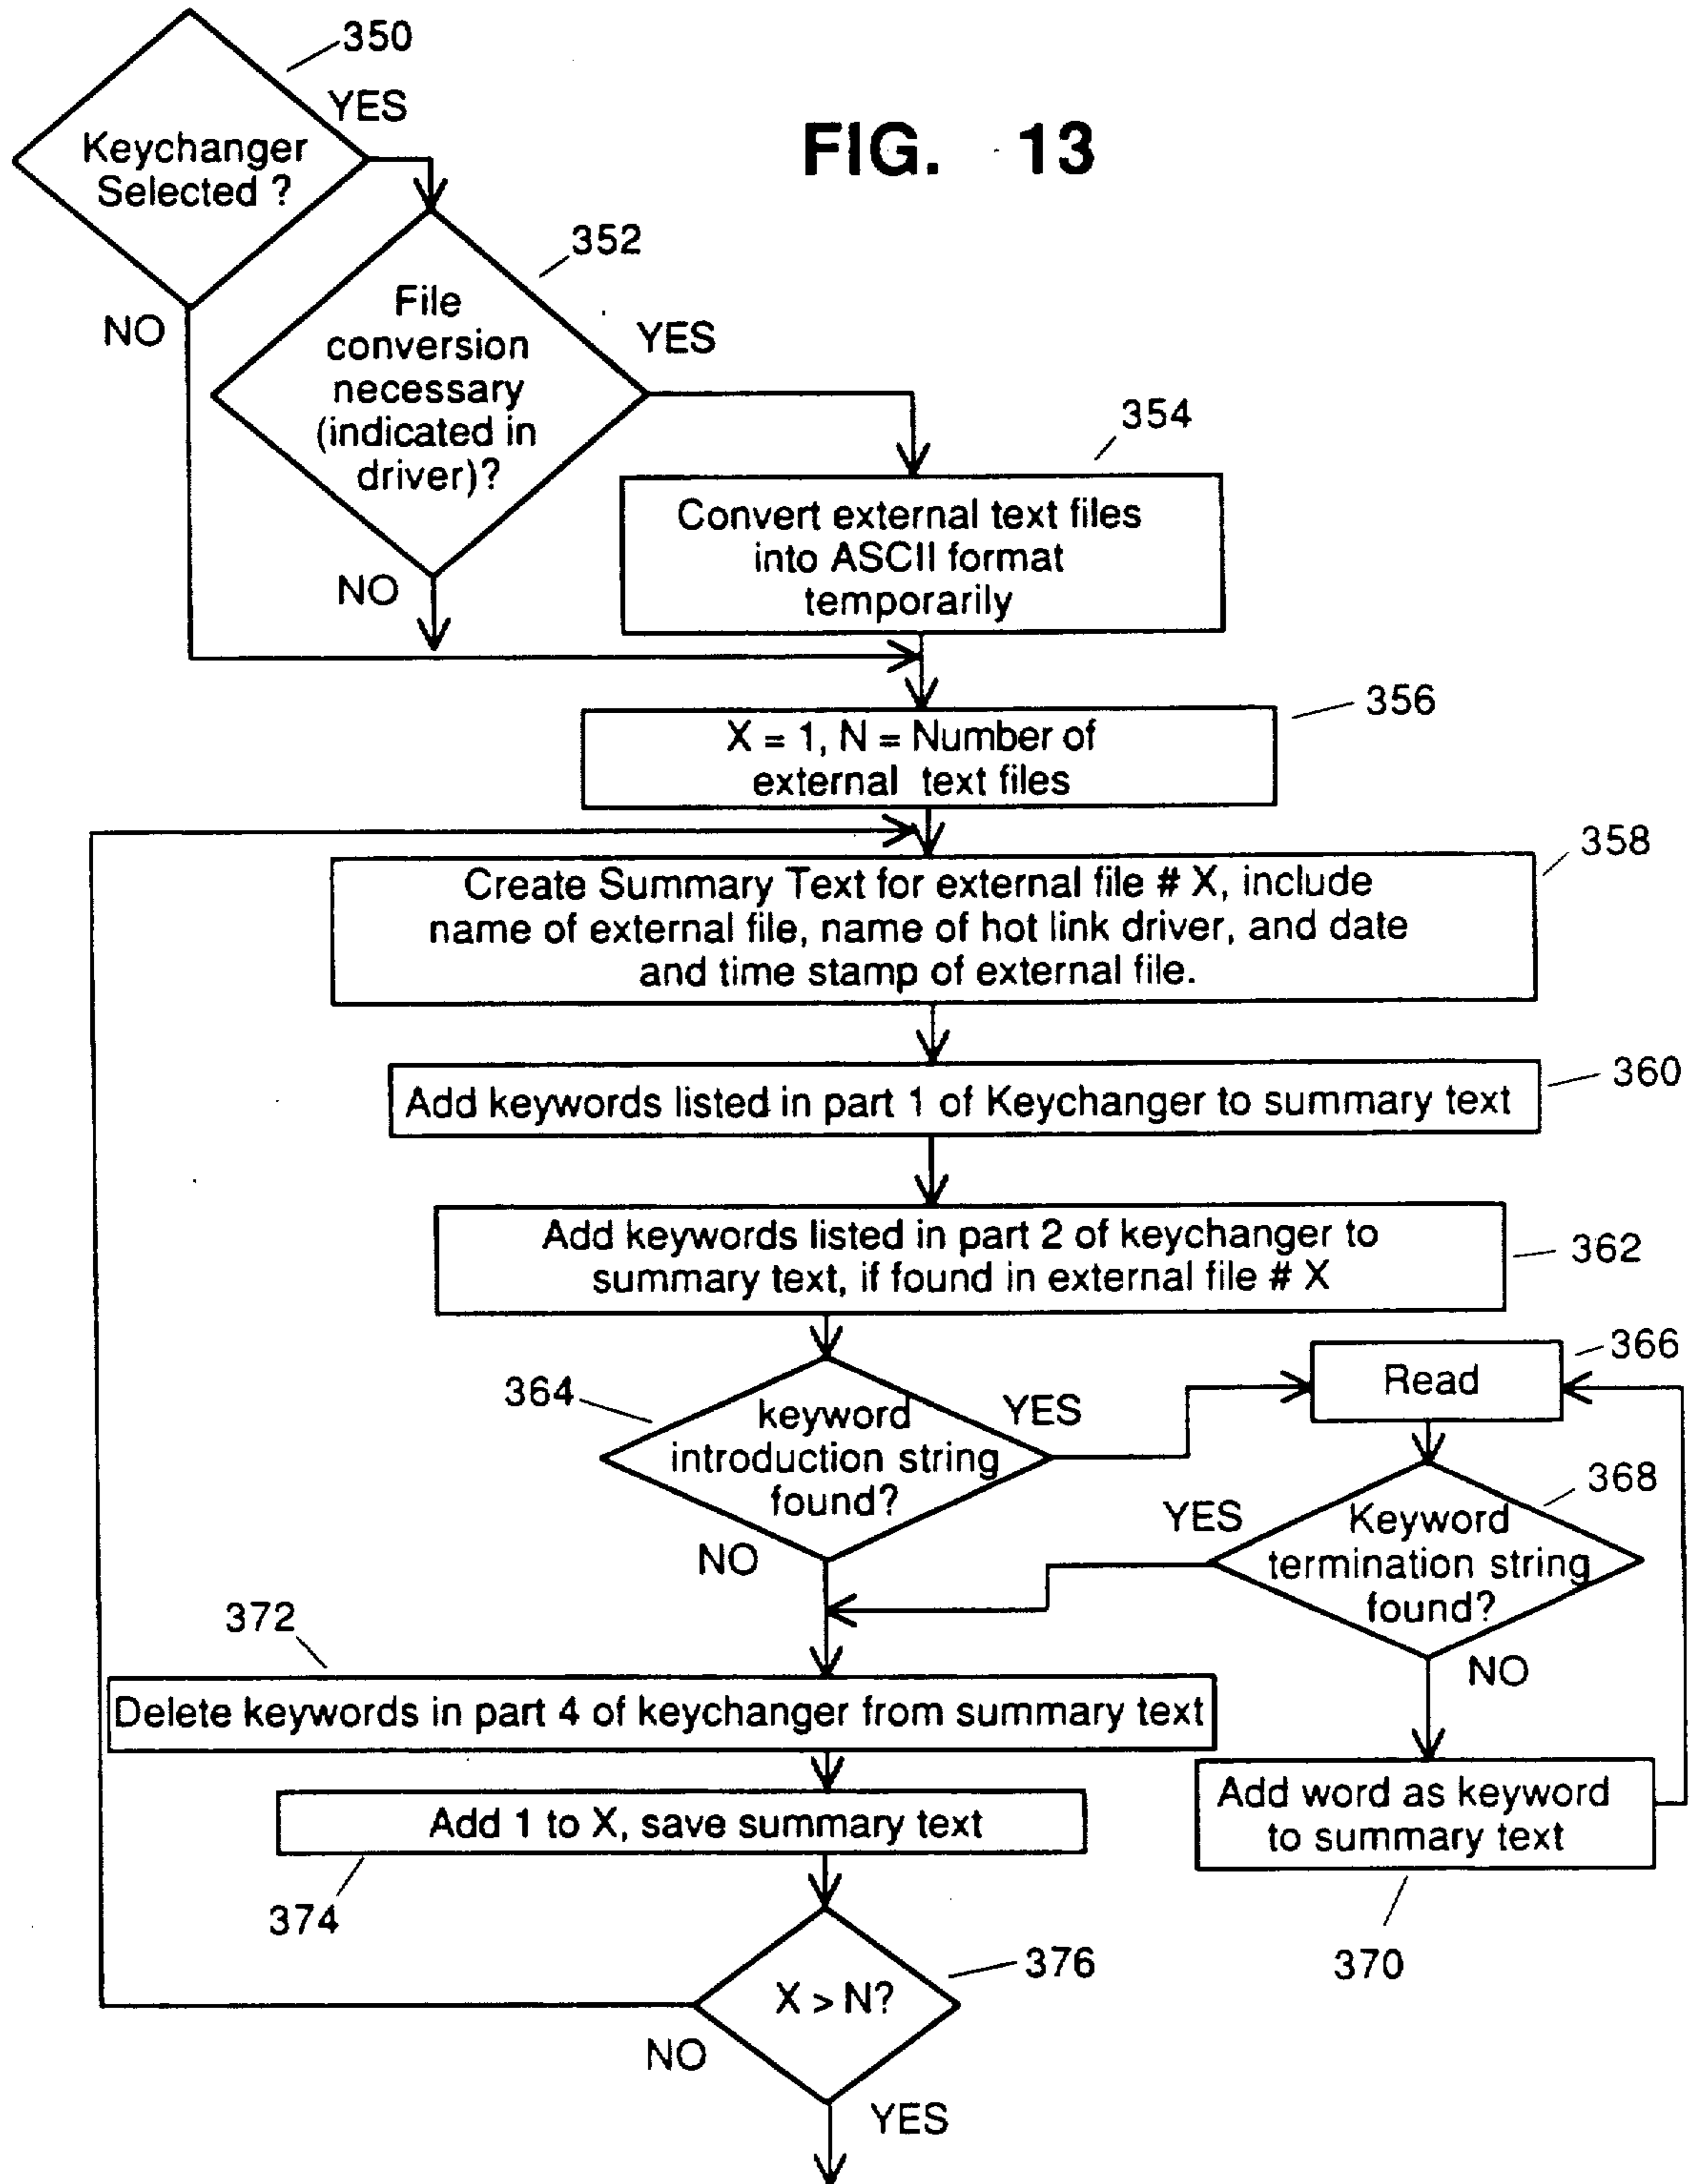 350
YES
Keychanger
Selected ?
FIG. 13
352
File
conversion
necessary
(indicated in
driver)?
NO
YES
354
Convert external text files
into ASCII format
temporarily
NO
356
X = 1, N = Number of
external text files
358
Create Summary Text for external file # X, include
name of external file, name of hot link driver, and date
and time stamp of external file.
360
Add keywords listed in part 1 of Keychanger to summary text
Add keywords listed in part 2 of keychanger to
summary text, if found in external file # X
362
366
Read
364
keyword
introduction string
found?
YES
NO
368
YES
Keyword
termination string
found?
NO
372
Delete keywords in part 4 of keychanger from summary text
Add word as keyword
to summary text
370
Add 1 to X, save summary text
374
376
X > N?
NO
YES